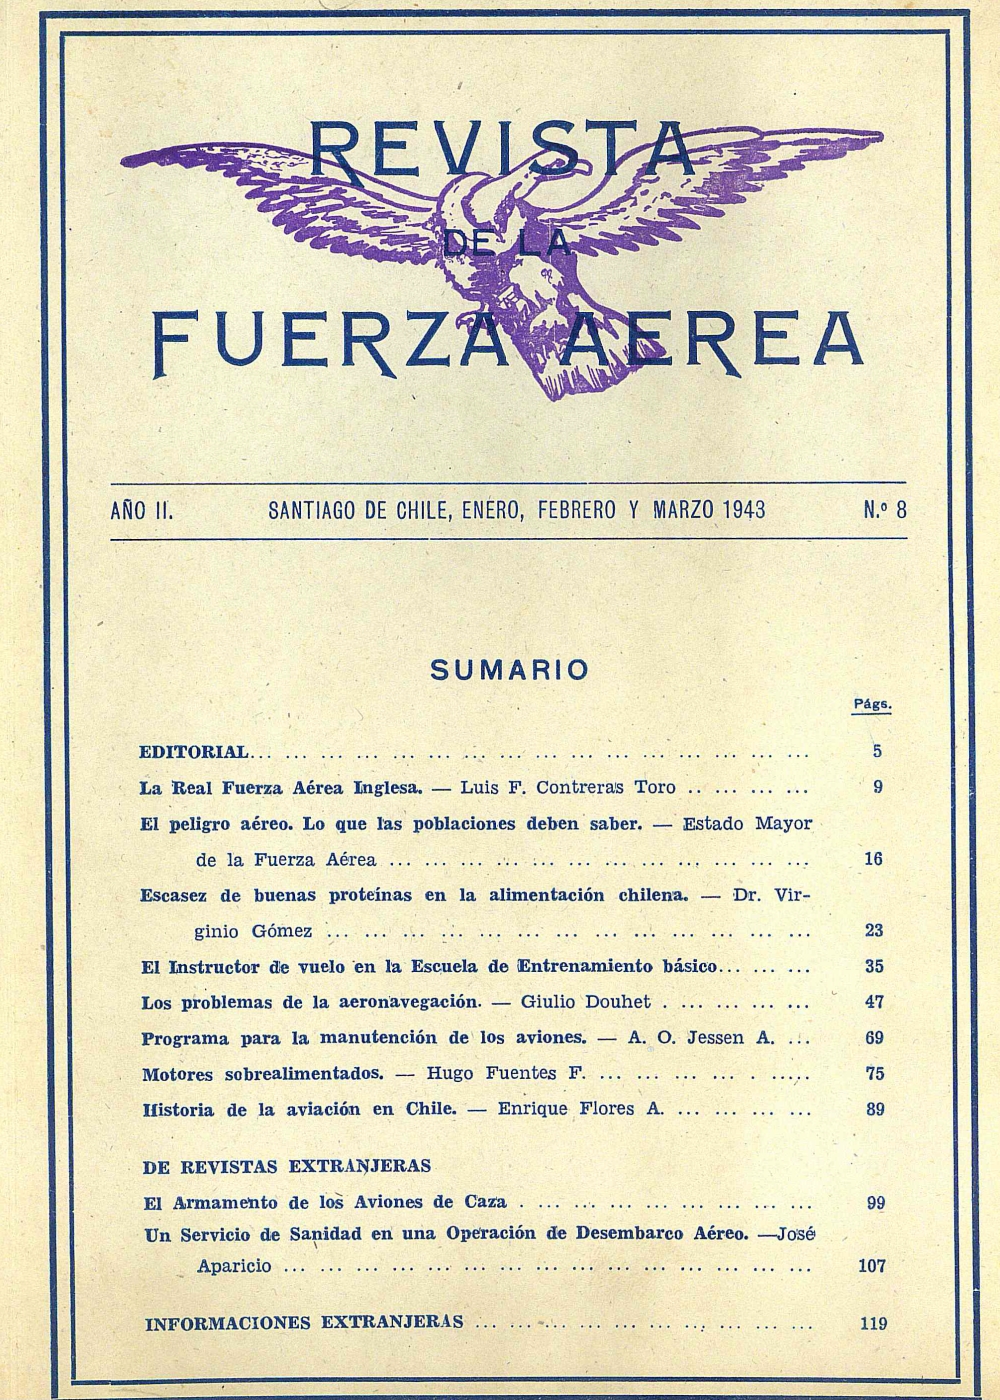 REVISTA
DE LA
FUERZA AEREA
AÑO II. SANTIAGO DE CHILE, ENERO, FEBRERO Y MARZO 1943 N.º 8
SUMARIO
Págs.
EDITORIAL... ... ... ... ... ... ... ... ... ... ... ... ... ... ... ... 5
La Real Fuerza Aérea Inglesa. — Luis F. Contreras Toro .. ... ... ... 9
El peligro aéreo. Lo que las poblaciones deben saber. — Estado Mayor
de la Fuerza Aérea ... ... ... ... ... ... ... ... ... ... ... ... 16
Escasez de buenas proteínas en la alimentación chilena. — Dr. Vir-
ginio Gómez ... ... ... ... ... ... ... ... ... ... ... ... ... ... 23
El Instructor de vuelo en la Escuela de Entrenamiento básico... ... ... 35
Los problemas de la aeronavegación. — Giulio Douhet . ... ... ... ... 47
Programa para la manutención de los aviones. — A. O. Jessen A. ... 69
Motores sobrealimentados. — Hugo Fuentes F. ... ... ... ... . ..... 75
Historia de la aviación en Chile. — Enrique Flores A. ... ... ... ... 89
DE REVISTAS EXTRANJERAS
El Armamento de los Aviones de Caza . ... ... ... ... ... ... ... ... 99
Un Servicio de Sanidad en una Operación de Desembarco Aéreo. —José
Aparicio ... ... ... ... ... ... ... ... ... ... ... ... ... ... ... 107
INFORMACIONES EXTRANJERAS ... ... ... ... ... ... ... ... ... 119